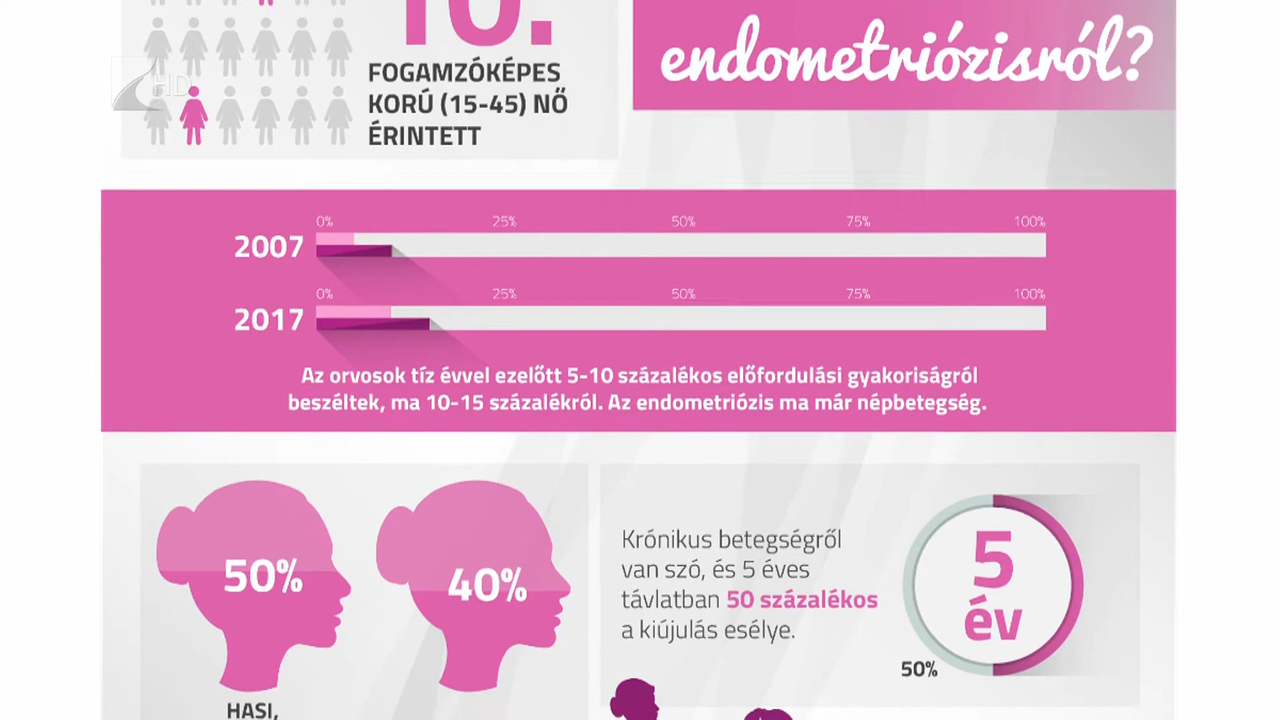 10.
FOGAMZÓKÉPES
KORÚ (15-45) NŐ
ÉRINTETT
HD
endometriózisról?
0% 25% 50% 75% 100%
2007
0% 25% 50% 75% 100%
2017
Az orvosok tíz évvel ezelőtt 5-10 százalékos előfordulási gyakoriságról
beszéltek, ma 10-15 százalékról. Az endometriózis ma már népbetegség.
50%
40%
HASI,
Krónikus betegségről
van szó, és 5 éves
távlatban 50 százalékos
a kiújulás esélye.
5
év
50%